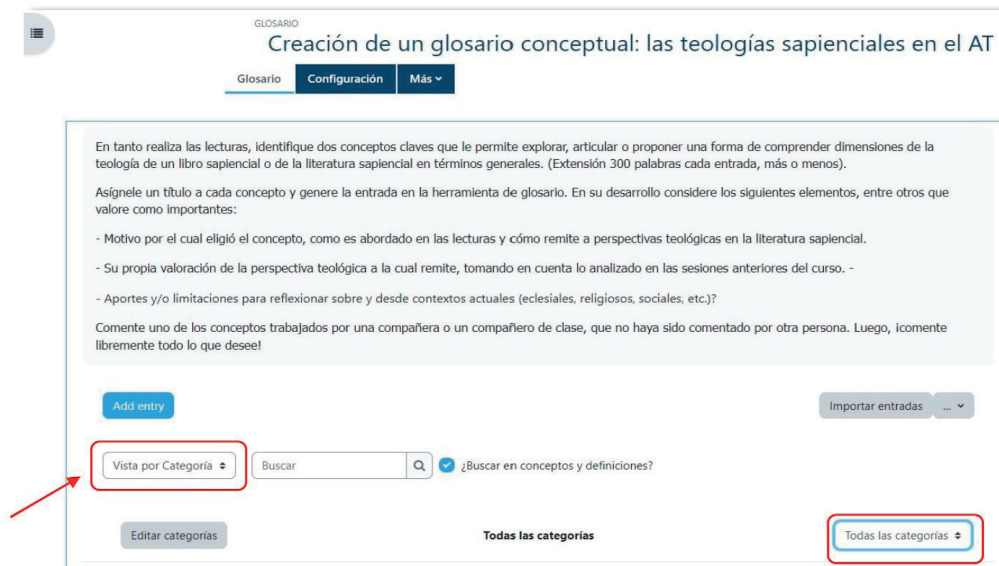 GLOSARIO
Creación de un glosario conceptual: las teologías sapienciales en el AT
Glosario Configuración Más
En tanto realiza las lecturas, identifique dos conceptos claves que le permite explorar, articular o proponer una forma de comprender dimensiones de la
teología de un libro sapiencial o de la literatura sapiencial en términos generales. (Extensión 300 palabras cada entrada, más o menos).
Asígnele un título a cada concepto y genere la entrada en la herramienta de glosario. En su desarrollo considere los siguientes elementos, entre otros que
valore como importantes:
- Motivo por el cual eligió el concepto, como es abordado en las lecturas y cómo remite a perspectivas teológicas en la literatura sapiencial.
- Su propia valoración de la perspectiva teológica a la cual remite, tomando en cuenta lo analizado en las sesiones anteriores del curso. -
- Aportes y/o limitaciones para reflexionar sobre y desde contextos actuales (eclesiales, religiosos, sociales, etc.)?
Comente uno de los conceptos trabajados por una compañera o un compañero de clase, que no haya sido comentado por otra persona. Luego, ¡comente
libremente todo lo que desee!
Add entry Importar entradas ...
Vista por Categoría Buscar ¿Buscar en conceptos y definiciones?
Editar categorías Todas las categorías Todas las categorías